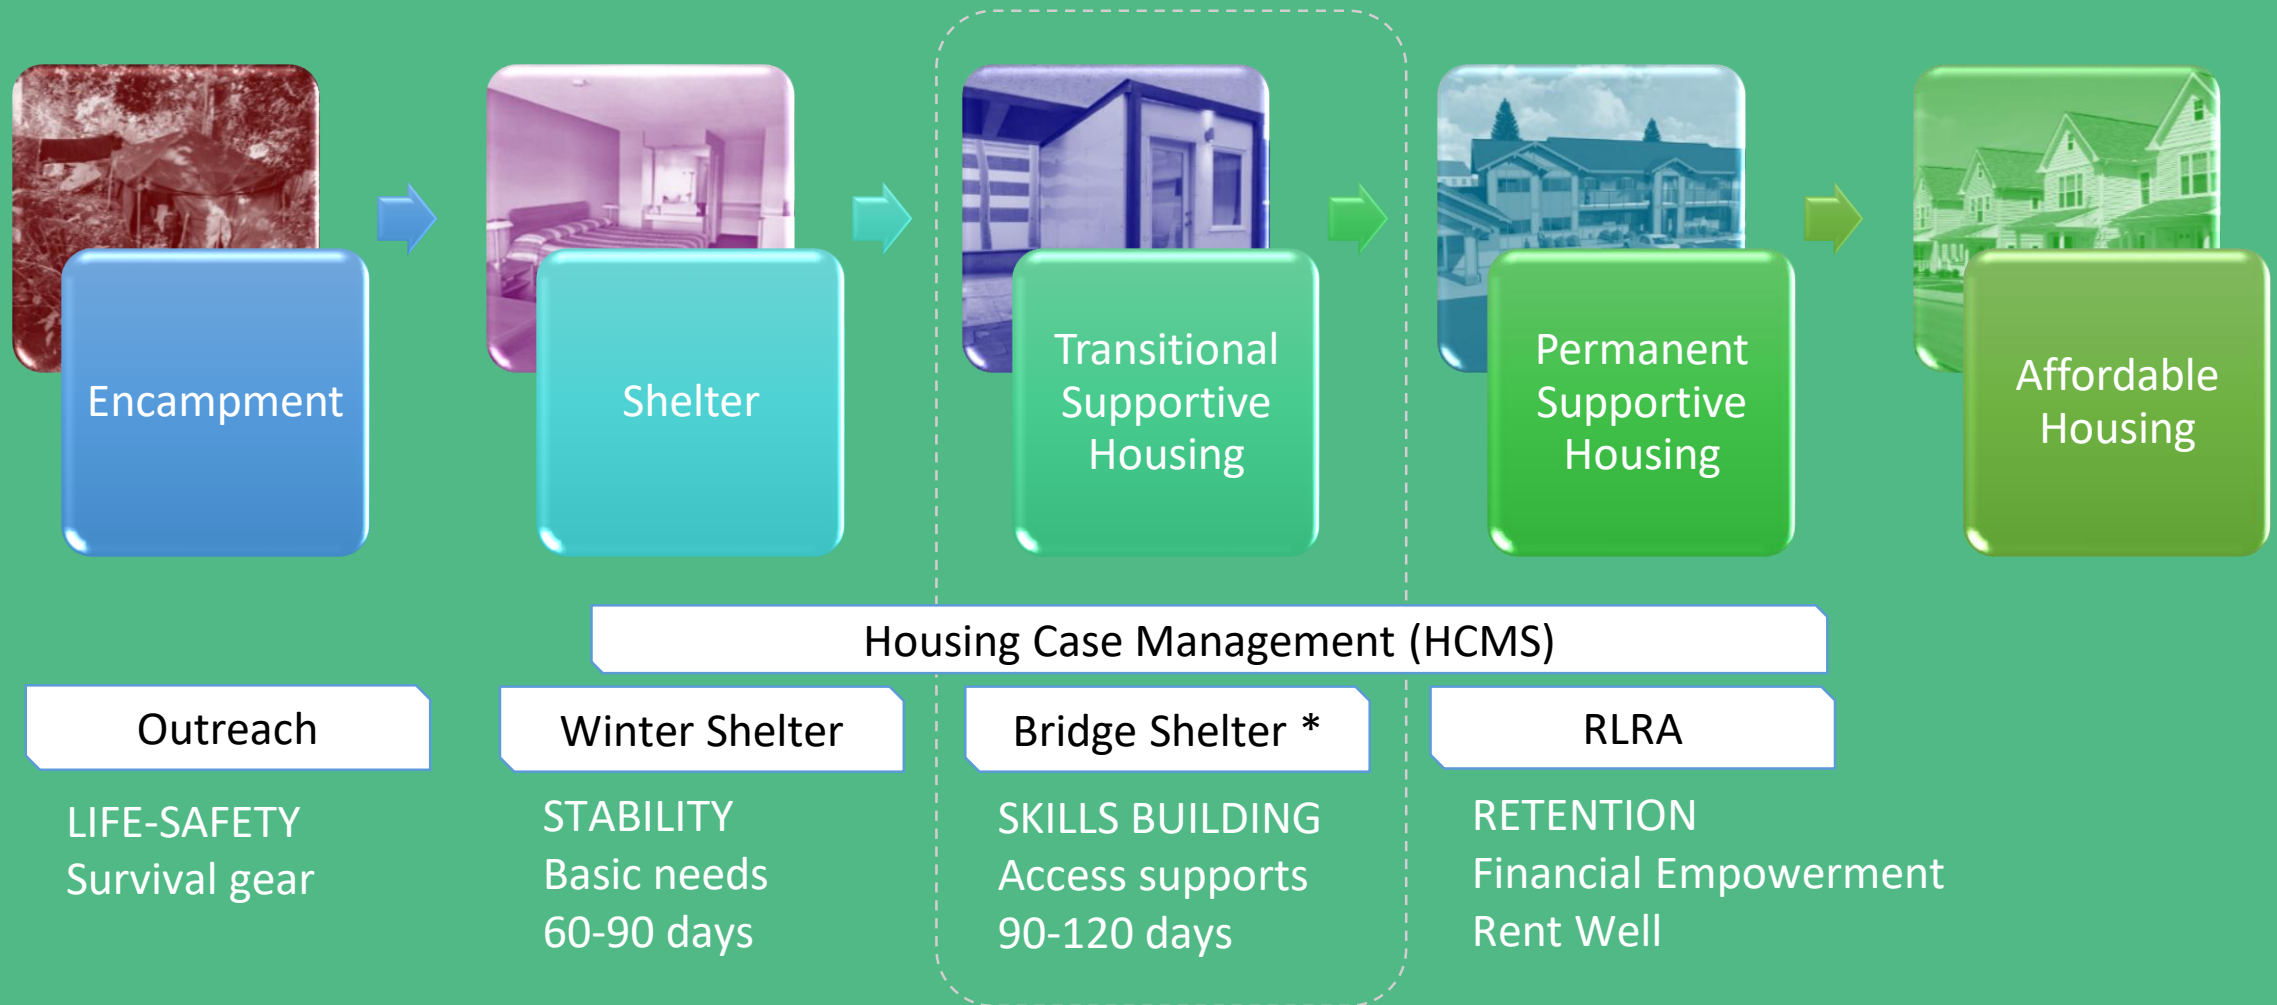 Encampment
Shelter
Transitional
Supportive
Housing
Permanent
Supportive
Housing
Affordable
Housing
Housing Case Management (HCMS)
Outreach
Winter Shelter
Bridge Shelter *
RLRA
LIFE-SAFETY
Survival gear
STABILITY
Basic needs
60-90 days
SKILLS BUILDING
Access supports
90-120 days
RETENTION
Financial Empowerment
Rent Well